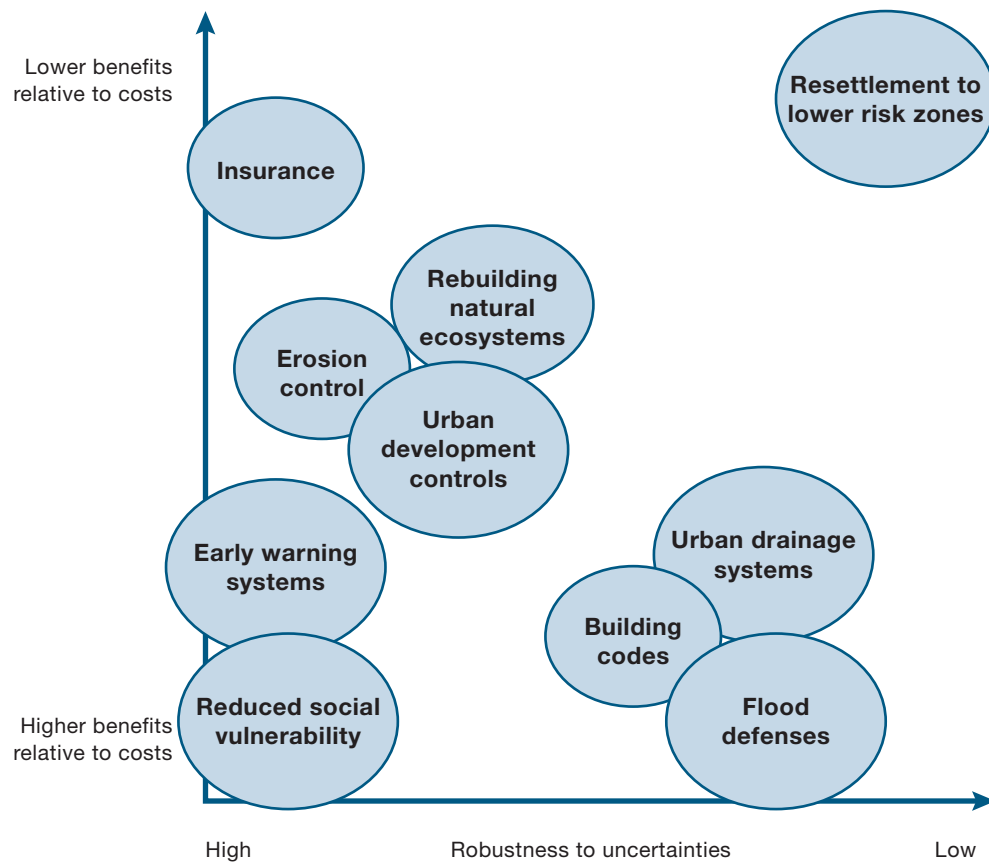 Lower benefits
relative to costs
Resettlement to
lower risk zones
Insurance
Rebuilding
natural
ecosystems
Erosion
control
Urban
development
controls
Early warning
systems
Urban drainage
systems
Building
codes
Reduced social
vulnerability
Flood
defenses
Higher benefits
relative to costs
High
Robustness to uncertainties
Low